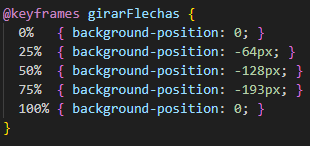 @keyframes girarFlechas {
0% { background-position: 0; }
25% { background-position: -64px; }
50% { background-position: -128px; }
75% { background-position: -193px; }
100% { background-position: 0; }
}